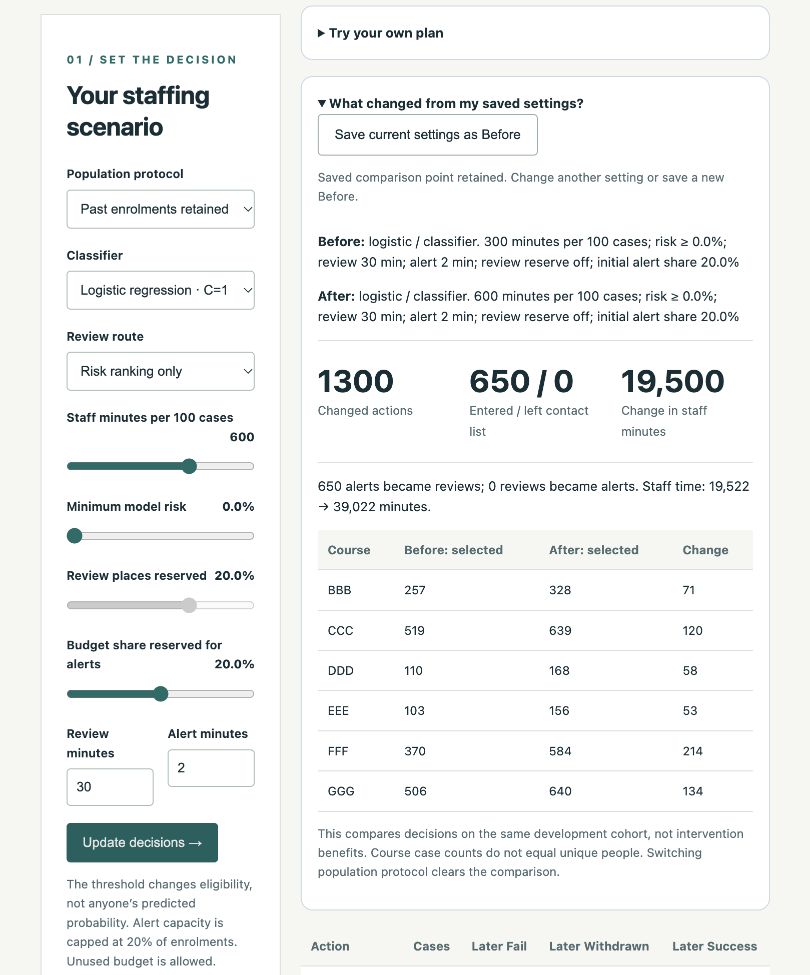 01 / SET THE DECISION
Your staffing
scenario
Population protocol
Past enrolments retained
Classifier
Logistic regression · C=1
Review route
Risk ranking only
Staff minutes per 100 cases
600
Minimum model risk 0.0%
Review places reserved 20.0%
Budget share reserved for
alerts 20.0%
Review
minutes
30
Alert minutes
2
Update decisions →
The threshold changes eligibility,
not anyone's predicted
probability. Alert capacity is
capped at 20% of enrolments.
Unused budget is allowed.
▶ Try your own plan
▼ What changed from my saved settings?
Save current settings as Before
Saved comparison point retained. Change another setting or save a new
Before.
Before: logistic / classifier. 300 minutes per 100 cases; risk ≥ 0.0%;
review 30 min; alert 2 min; review reserve off; initial alert share 20.0%
After: logistic / classifier. 600 minutes per 100 cases; risk ≥ 0.0%;
review 30 min; alert 2 min; review reserve off; initial alert share 20.0%
1300
Changed actions
650 / 0
Entered / left contact
list
19,500
Change in staff
minutes
650 alerts became reviews; 0 reviews became alerts. Staff time: 19,522
→ 39,022 minutes.
Course Before: selected After: selected Change
BBB 257 328 71
CCC 519 639 120
DDD 110 168 58
EEE 103 156 53
FFF 370 584 214
GGG 506 640 134
This compares decisions on the same development cohort, not intervention
benefits. Course case counts do not equal unique people. Switching
population protocol clears the comparison.
Action Cases Later Fail Later Withdrawn Later Success